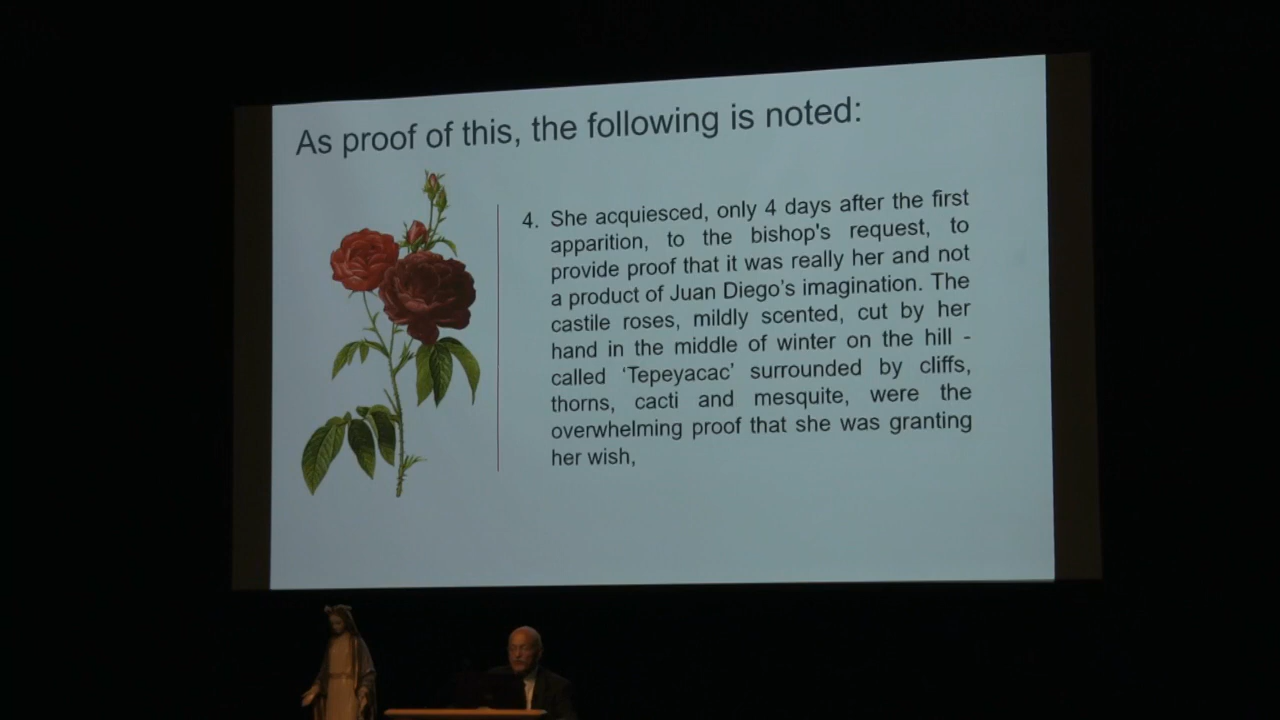 As proof of this, the following is noted:
4. She acquiesced, only 4 days after the first
apparition, to the bishop's request, to
provide proof that it was really her and not
a product of Juan Diego’s imagination. The
castile roses, mildly scented, cut by her
hand in the middle of winter on the hill -
called ‘Tepeyacac’ surrounded by cliffs,
thorns, cacti and mesquite, were the
overwhelming proof that she was granting
her wish,